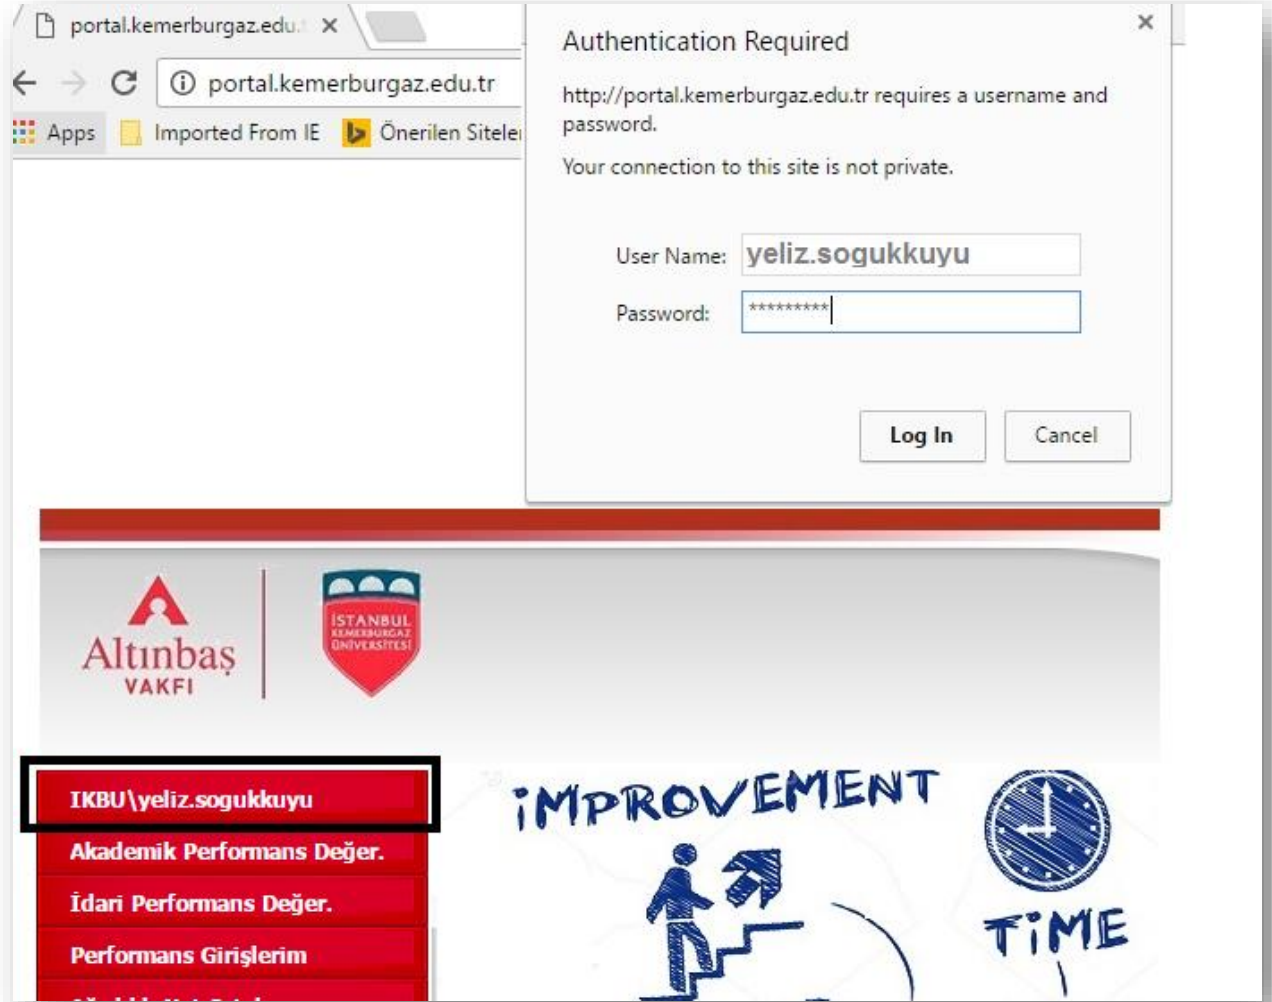 portal.kemerburgaz.edu.t
portal.kemerburgaz.edu.tr
Apps
Imported From IE
Önerilen Siteler
Authentication Required
http://portal.kemerburgaz.edu.tr requires a username and
password.
Your connection to this site is not private.
User Name: yeliz.sogukkuyu
Password: *********
Log In
Cancel
Altınbaş
VAKFI
İSTANBUL
KEMERBURGAZ
ÜNİVERSİTESİ
IKBU\yeliz.sogukkuyu
Akademik Performans Değer.
İdari Performans Değer.
Performans Girişlerim
iMPROVEMENT
TiME